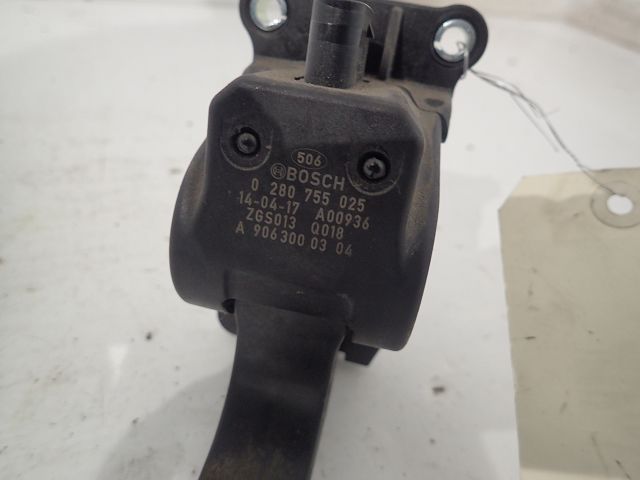 506
BOSCH
0 280 755 025
14-04-17 A00936
ZGS013 Q018
A 906 300 03 04